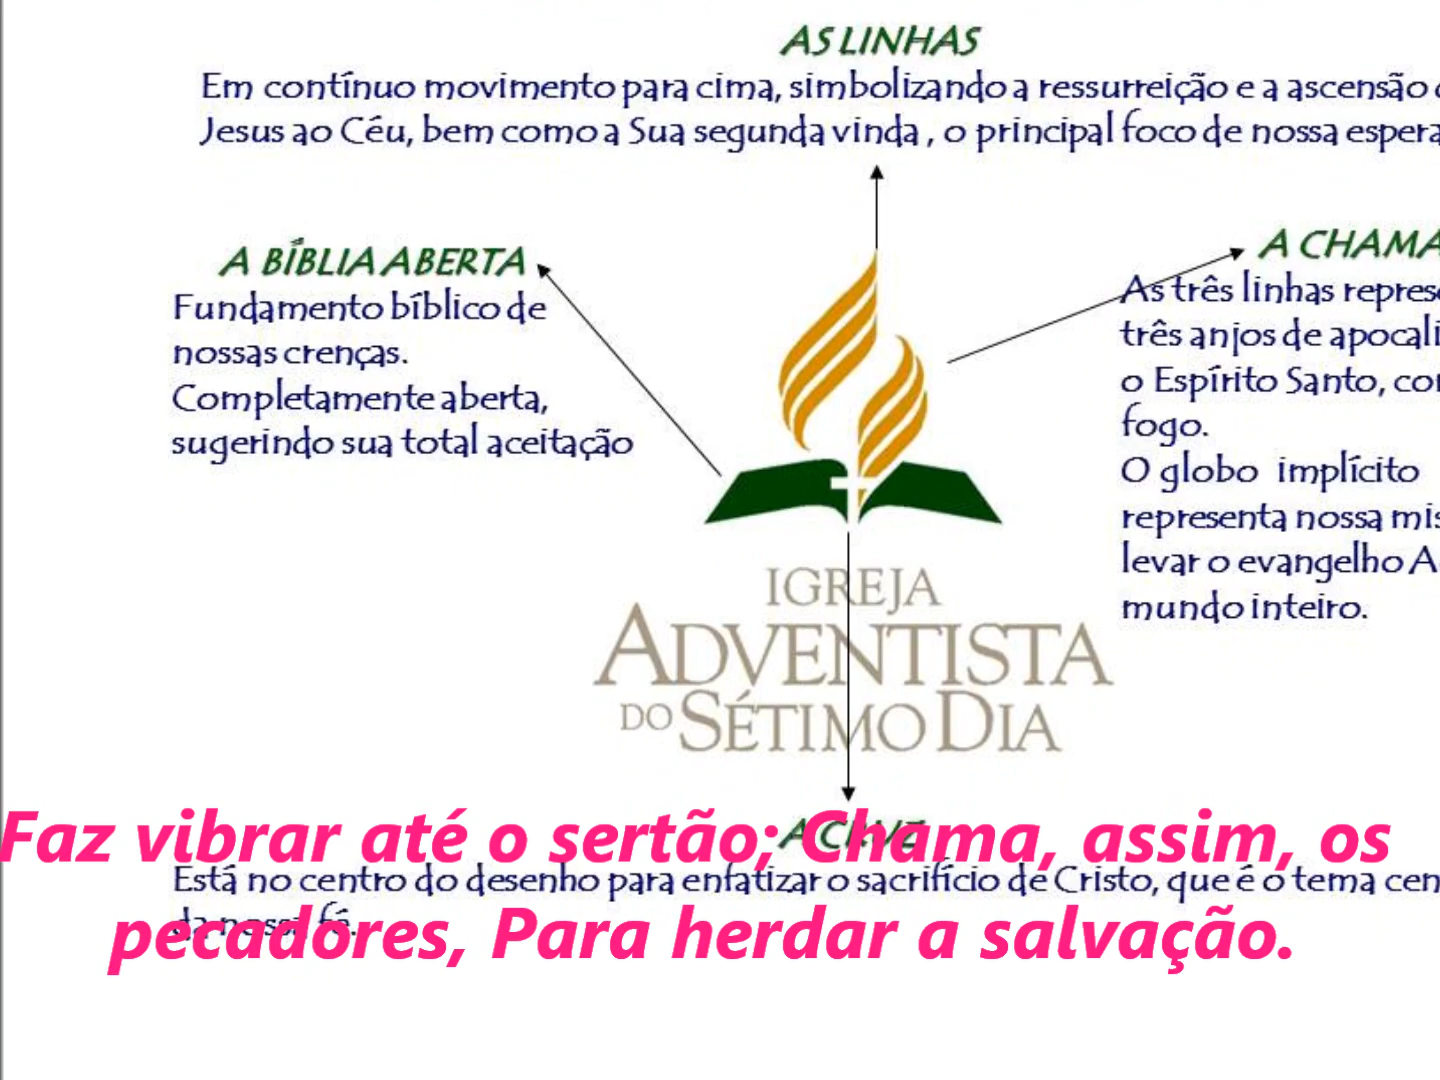 AS LINHAS
Em contínuo movimento para cima, simbolizando a ressurreição e a ascensão
Jesus ao Céu, bem como a Sua segunda vinda , o principal foco de nossa
A BÍBLIA ABERTA
Fundamento bíblico de
nossas crenças.
Completamente aberta,
sugerindo sua total aceitação
A CHAMA
As três linhas
três anjos de
o Espírito Santo,
fogo.
O globo implícito
representa nossa
levar o evangelho
mundo inteiro.
IGREJA
ADVENTISTA
DO SÉTIMO DIA
A CRUZ
Faz vibrar até o sertão; Chama, assim, os
Está no centro do desenho para enfatizar o sacrifício de Cristo, que é o tema
da nossa fé.
pecadores, Para herdar a salvação.